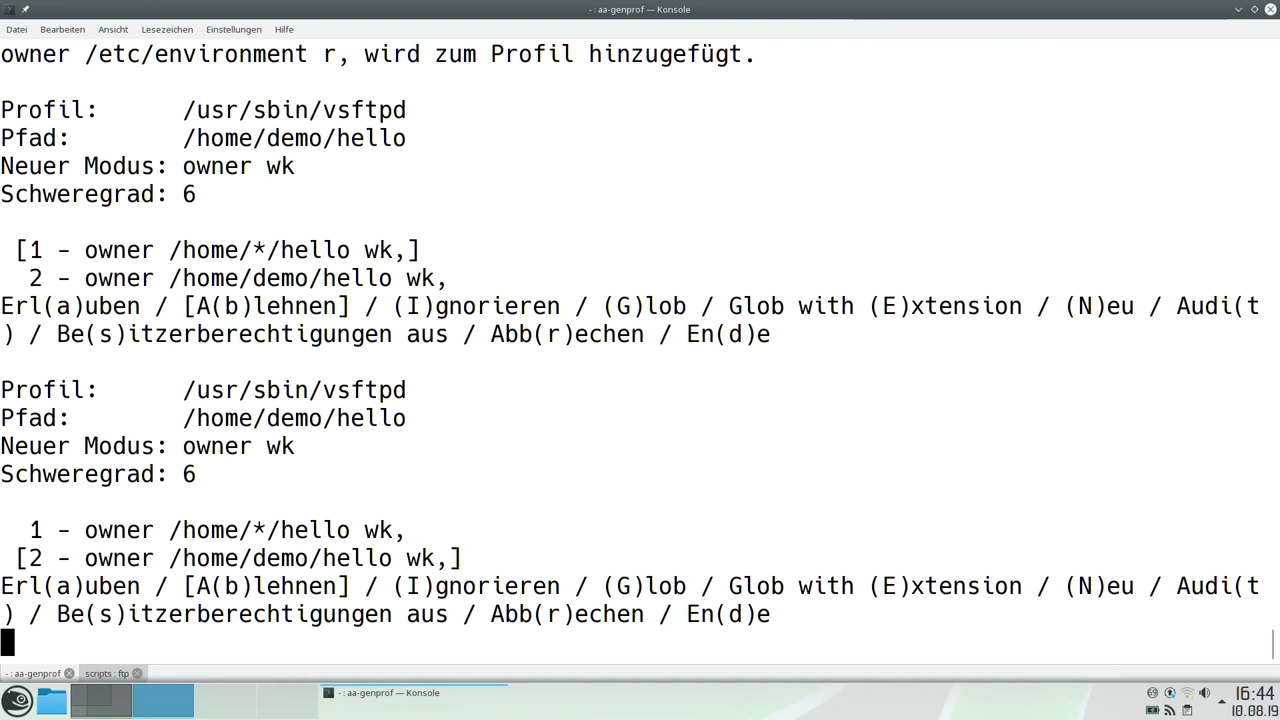 - : aa-genprof — Konsole
Datei Bearbeiten Ansicht Lesezeichen Einstellungen Hilfe
owner /etc/environment r, wird zum Profil hinzugefügt.
Profil: /usr/sbin/vsftpd
Pfad: /home/demo/hello
Neuer Modus: owner wk
Schweregrad: 6
[1 - owner /home/*/hello wk,]
2 - owner /home/demo/hello wk,
Erl(a)uben / [A(b)lehnen] / (I)gnorieren / (G)lob / Glob with (E)xtension / (N)eu / Audi(t
) / Be(s)itzerberechtigungen aus / Abb(r)echen / En(d)e
Profil: /usr/sbin/vsftpd
Pfad: /home/demo/hello
Neuer Modus: owner wk
Schweregrad: 6
1 - owner /home/*/hello wk,
[2 - owner /home/demo/hello wk,]
Erl(a)uben / [A(b)lehnen] / (I)gnorieren / (G)lob / Glob with (E)xtension / (N)eu / Audi(t
) / Be(s)itzerberechtigungen aus / Abb(r)echen / En(d)e
- : aa-genprof scripts : ftp
- : aa-genprof — Konsole
16:44
10.08.19